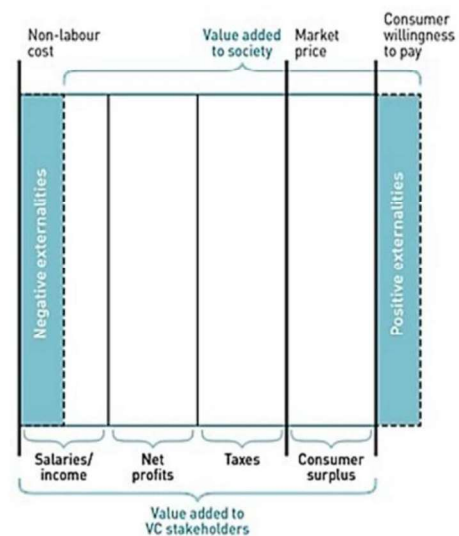 Non-labour
cost
Value added
to society
Market
price
Consumer
willingness
to pay
Negative externalities
Positive externalities
Salaries/
income
Net
profits
Taxes
Consumer
surplus
Value added to
VC stakeholders